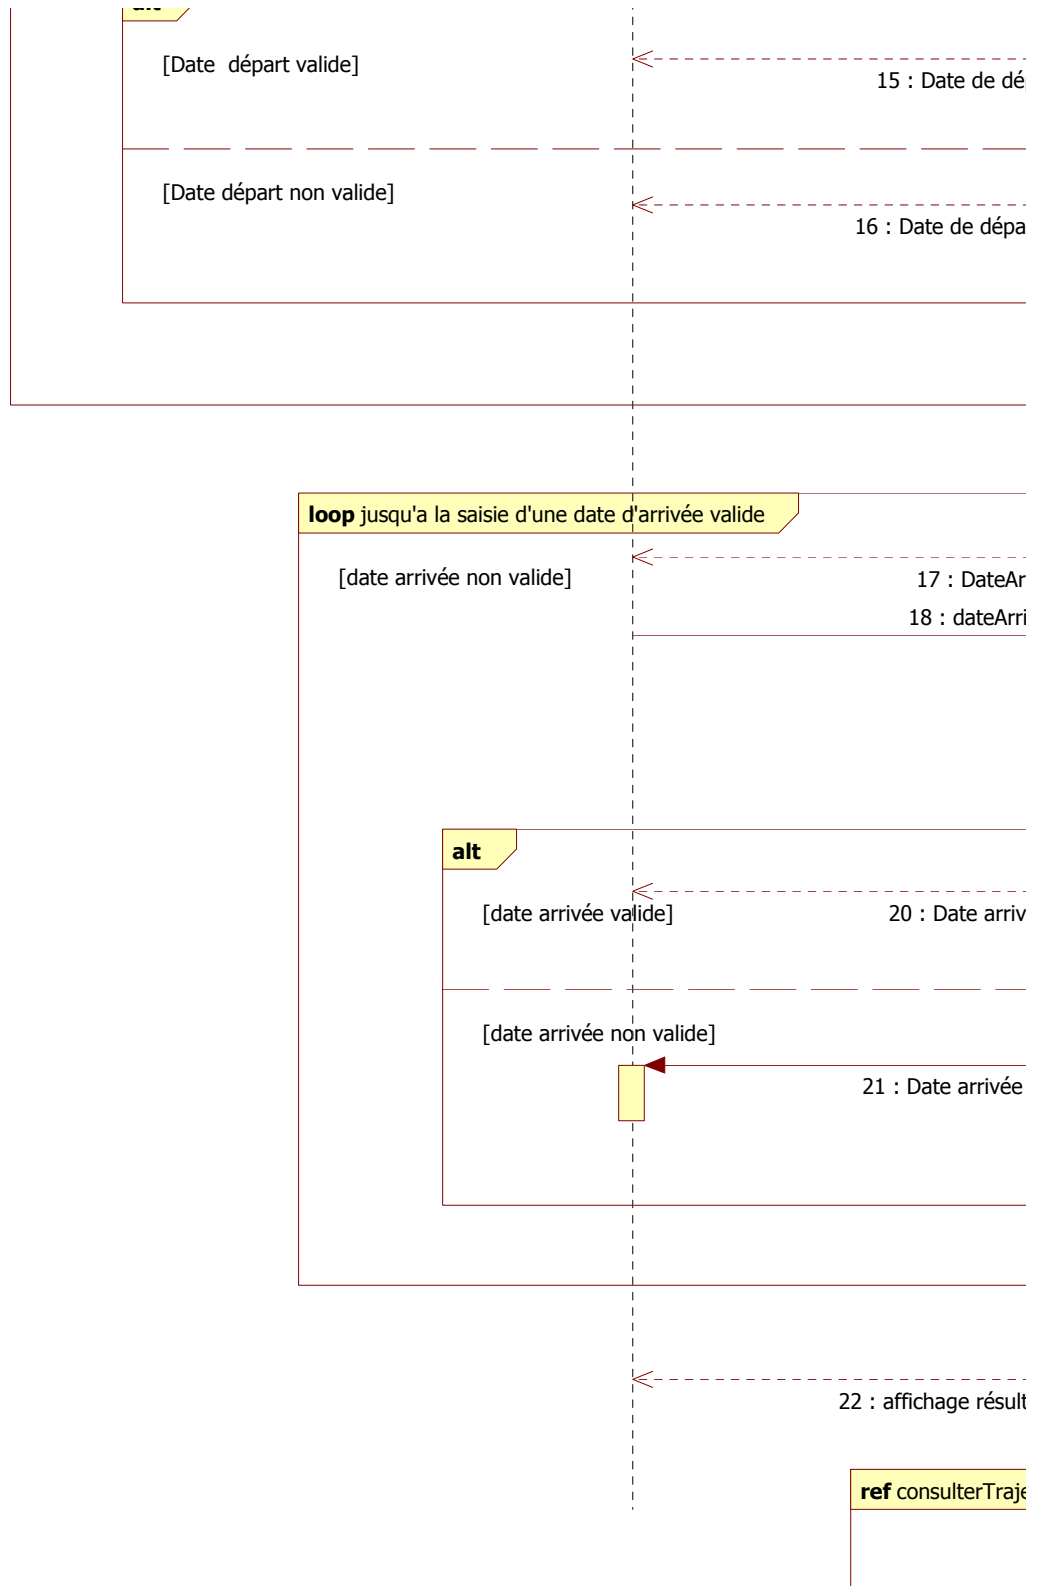 alt
[Date  départ valide]
15 : Date de dé
[Date départ non valide]
16 : Date de dépa
loop jusqu'a la saisie d'une date d'arrivée valide
[date arrivée non valide]
17 : DateAr
18 : dateArri
alt
[date arrivée valide]
20 : Date arriv
[date arrivée non valide]
21 : Date arrivée
22 : affichage résult
ref consulterTraje